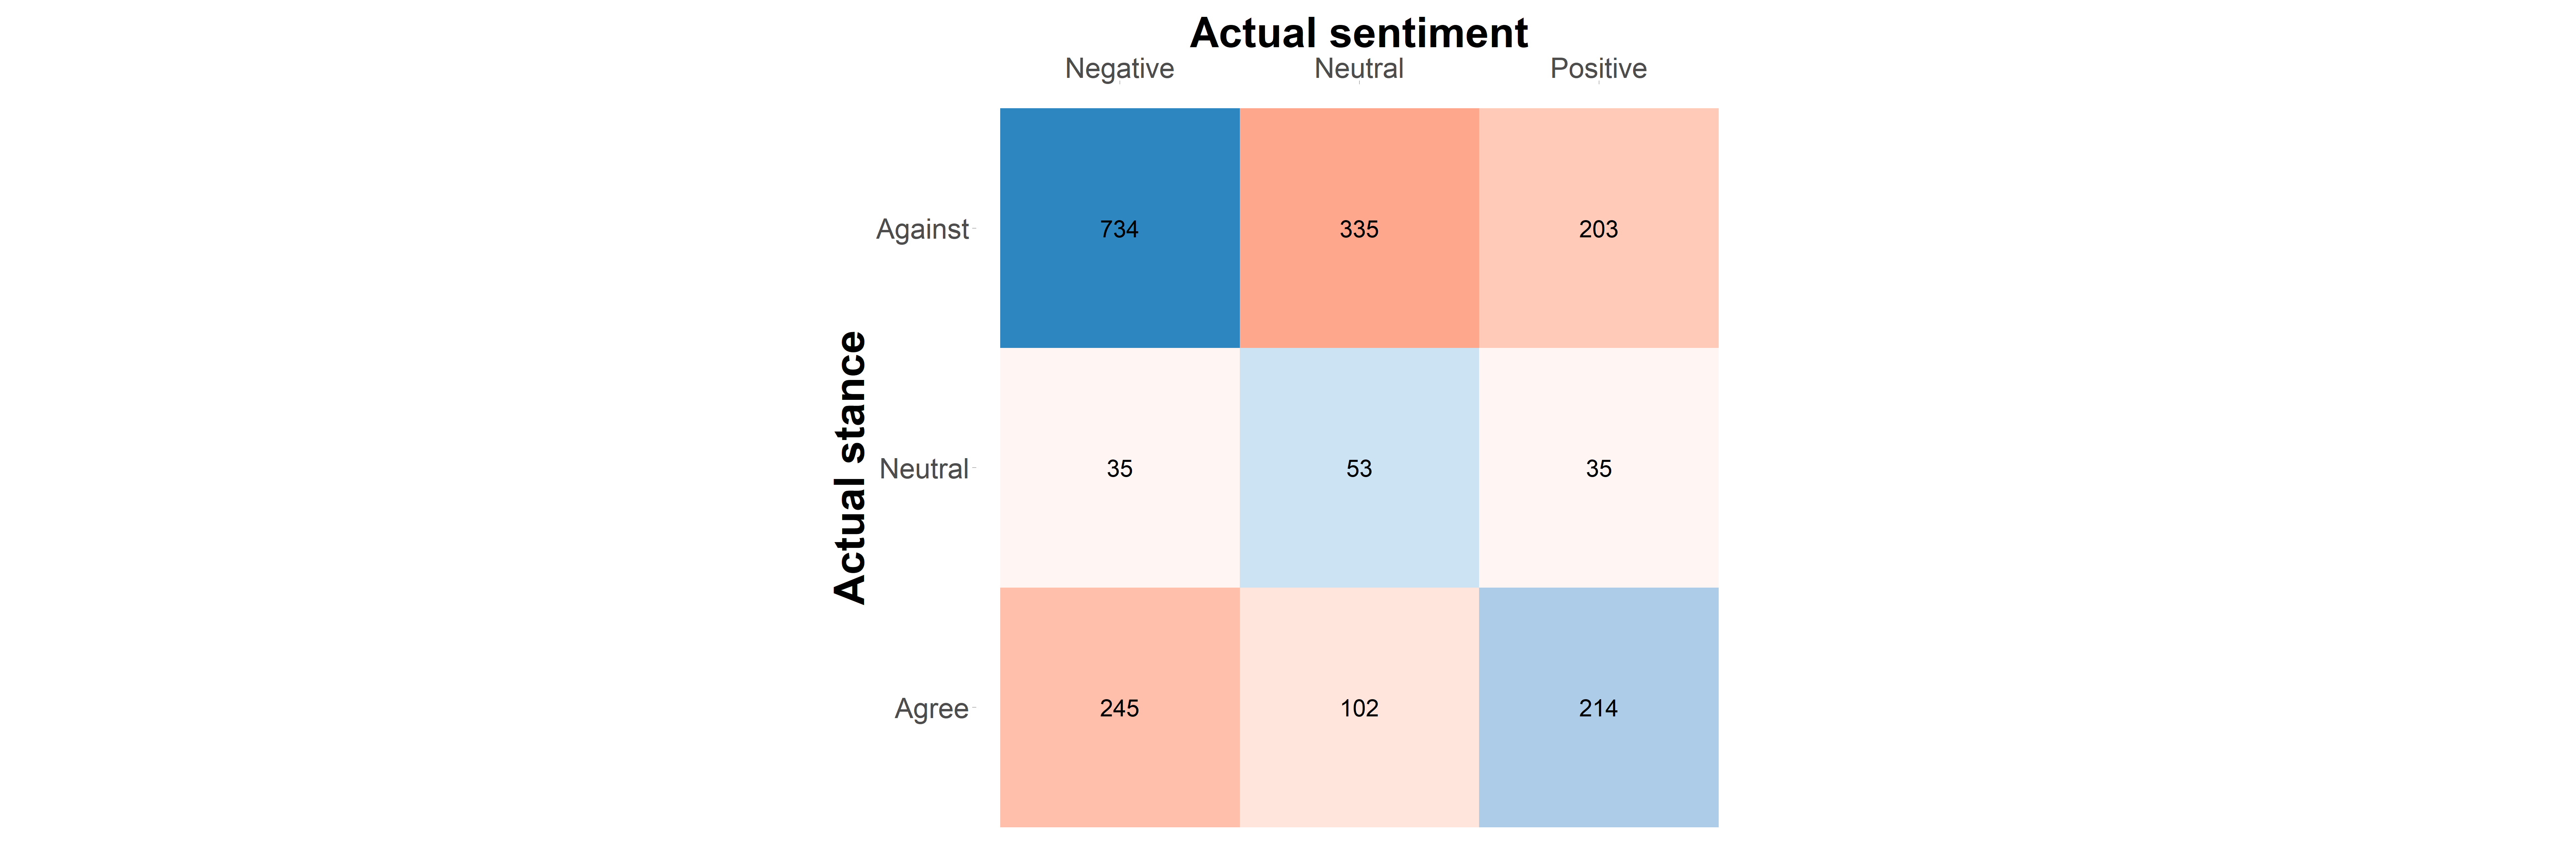 Actual sentiment
Negative Neutral Positive
Against 734 335 203
Actual stance
Neutral 35 53 35
Agree 245 102 214